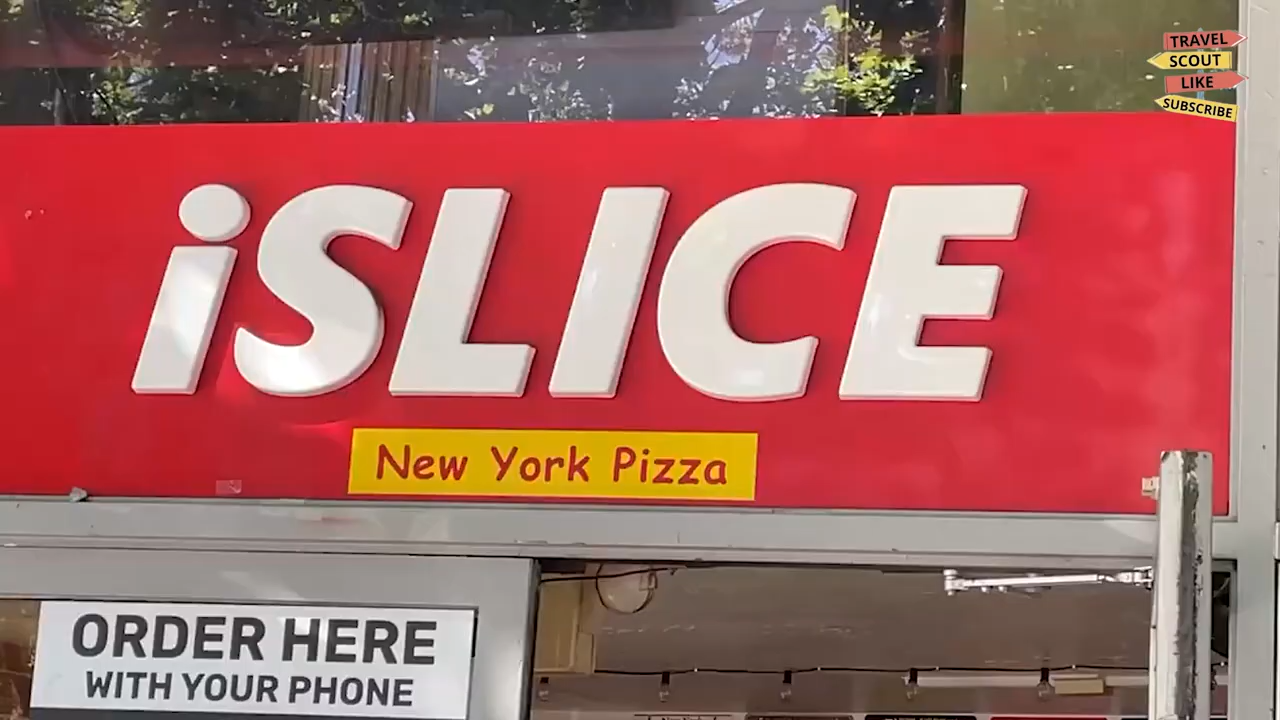 TRAVEL
SCOUT
LIKE
SUBSCRIBE
iSLICE
New York Pizza
ORDER HERE
WITH YOUR PHONE